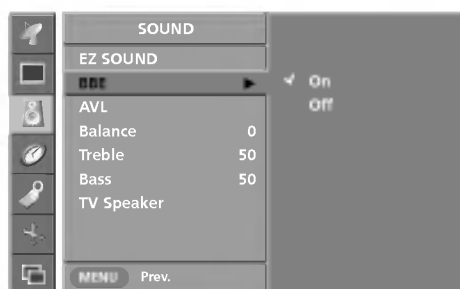 SOUND
EZ SOUND
BBE ▶ ✔ On
AVL Off
Balance 0
Treble 50
Bass 50
TV Speaker
MENU Prev.